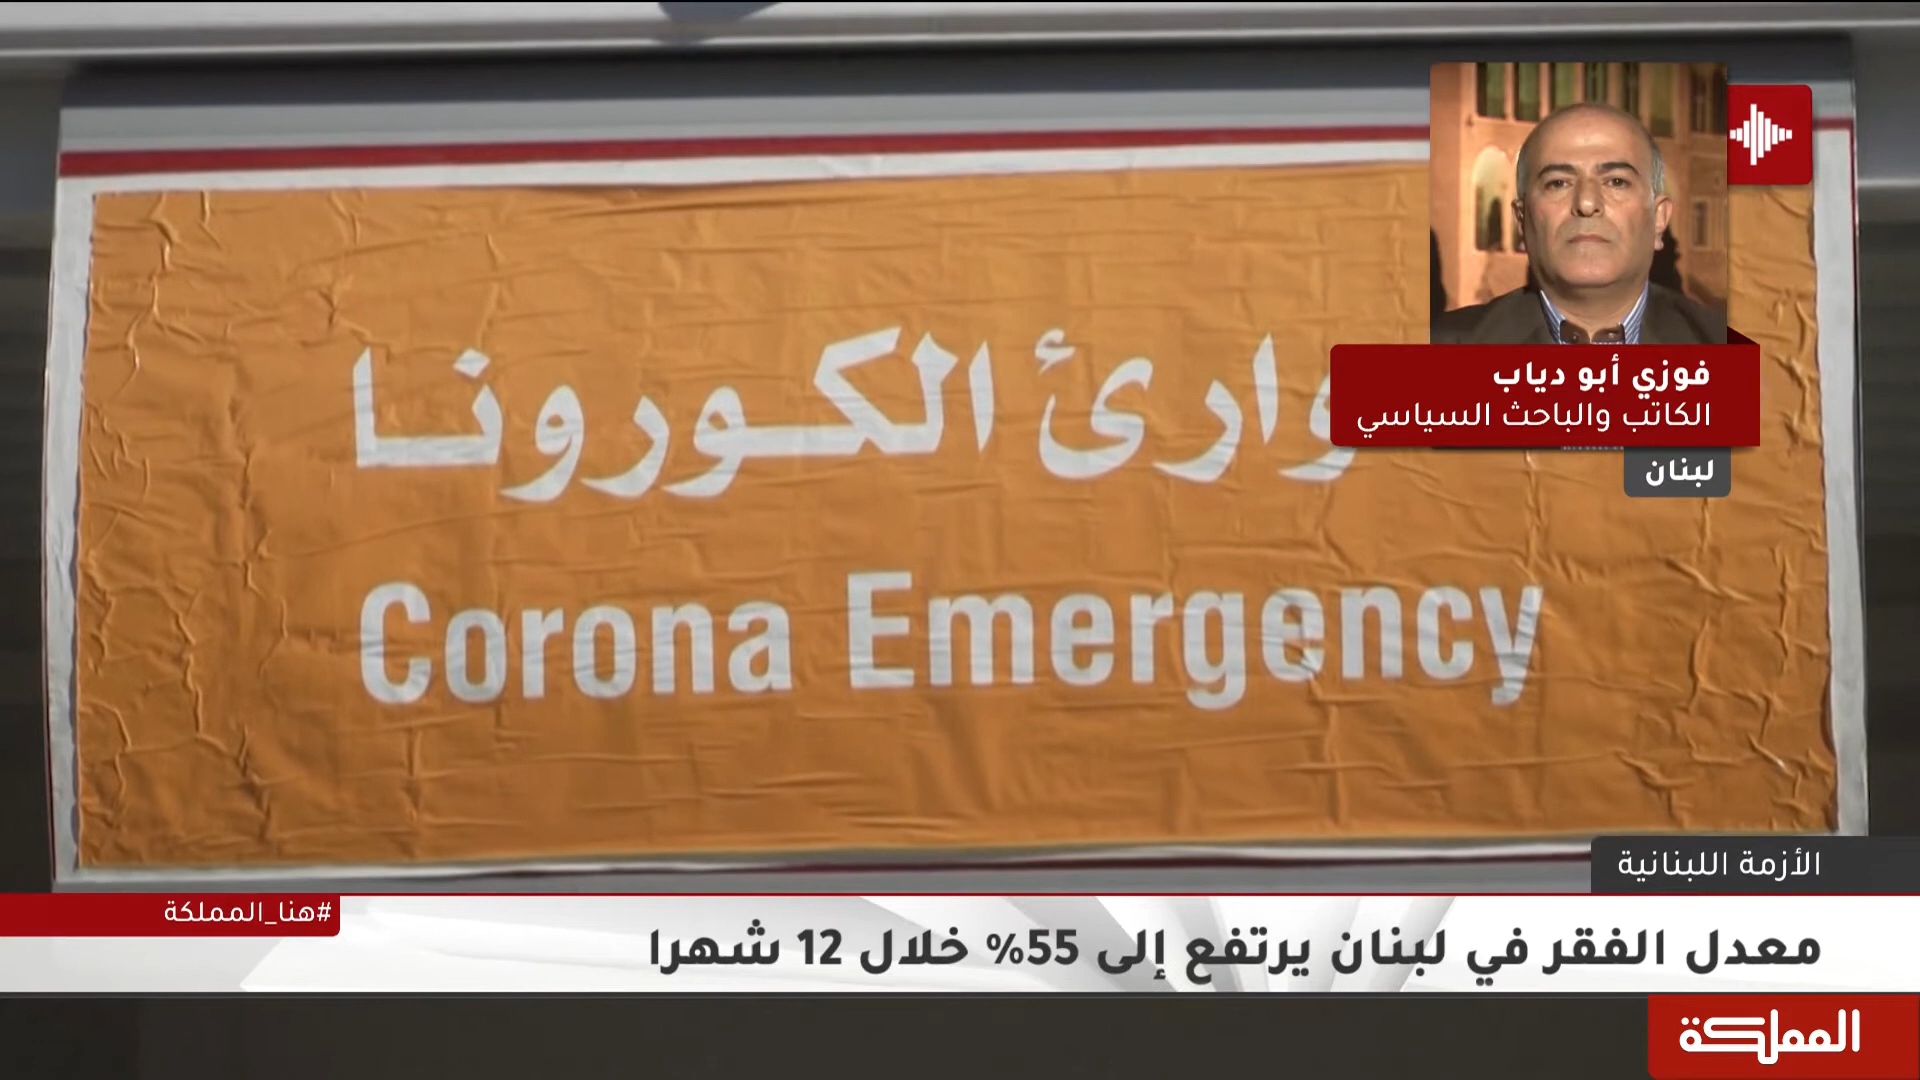 فوزي أبو دياب
الكاتب والباحث السياسي
لبنان
الكورونا
Corona Emergency
الأزمة اللبنانية
#هنا_المملكة
معدل الفقر في لبنان يرتفع إلى 55% خلال 12 شهرا
المملكة